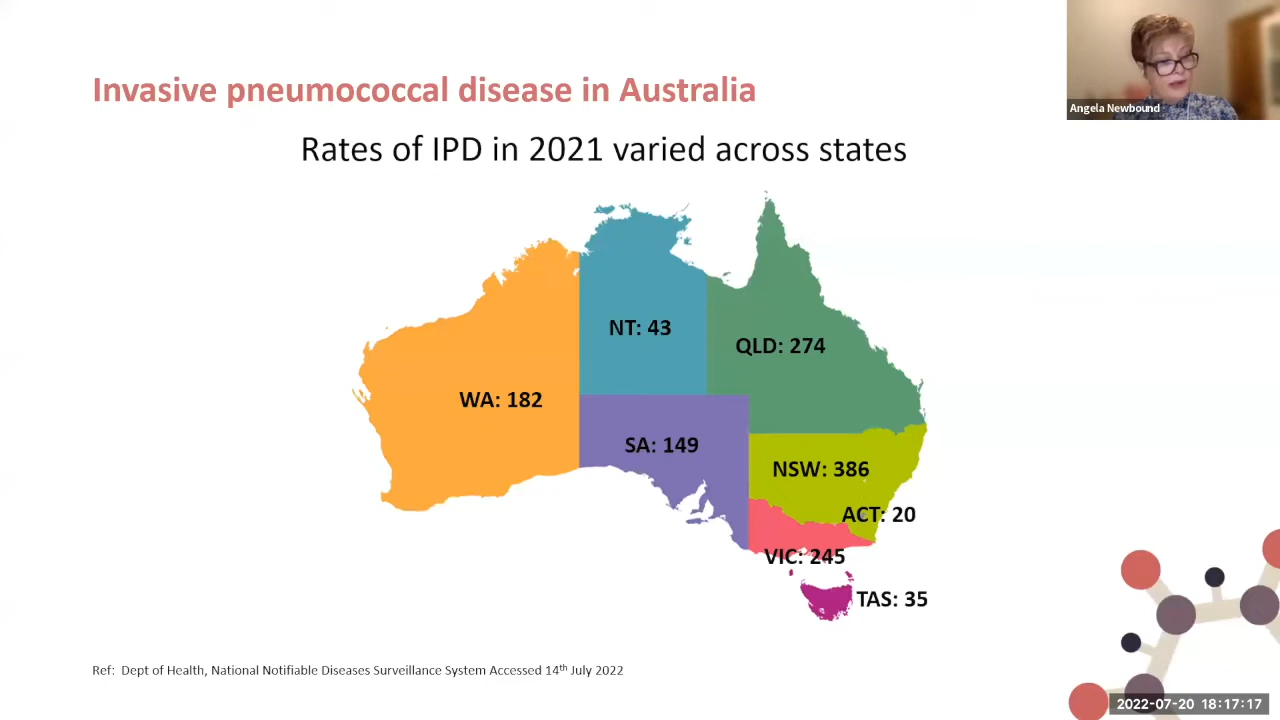 Angela Newbound
Invasive pneumococcal disease in Australia
Rates of IPD in 2021 varied across states
NT: 43
QLD: 274
WA: 182
SA: 149
NSW: 386
ACT: 20
VIC: 245
TAS: 35
Ref: Dept of Health, National Notifiable Diseases Surveillance System Accessed 14th July 2022
2022-07-20 18:17:17